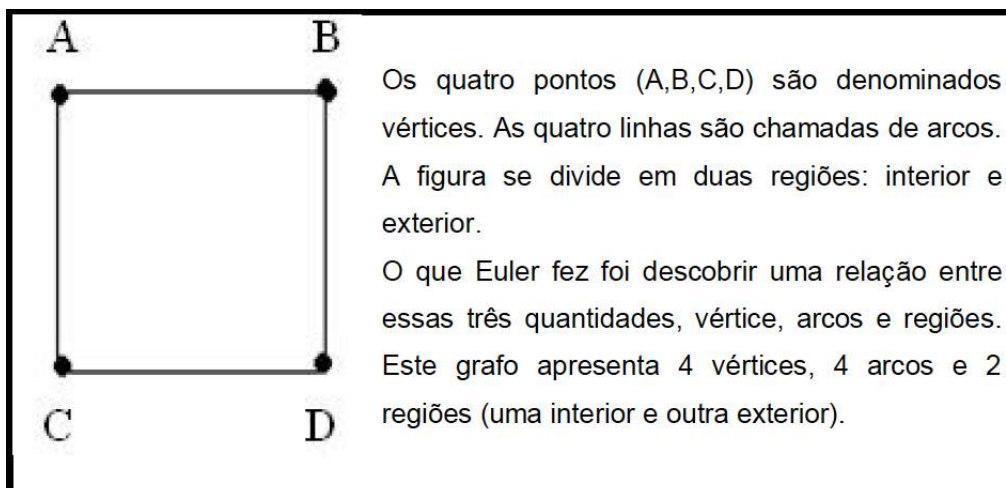 A B
Os quatro pontos (A,B,C,D) são denominados
vértices. As quatro linhas são chamadas de arcos.
A figura se divide em duas regiões: interior e
exterior.
O que Euler fez foi descobrir uma relação entre
essas três quantidades, vértice, arcos e regiões.
Este grafo apresenta 4 vértices, 4 arcos e 2
regiões (uma interior e outra exterior).
C D